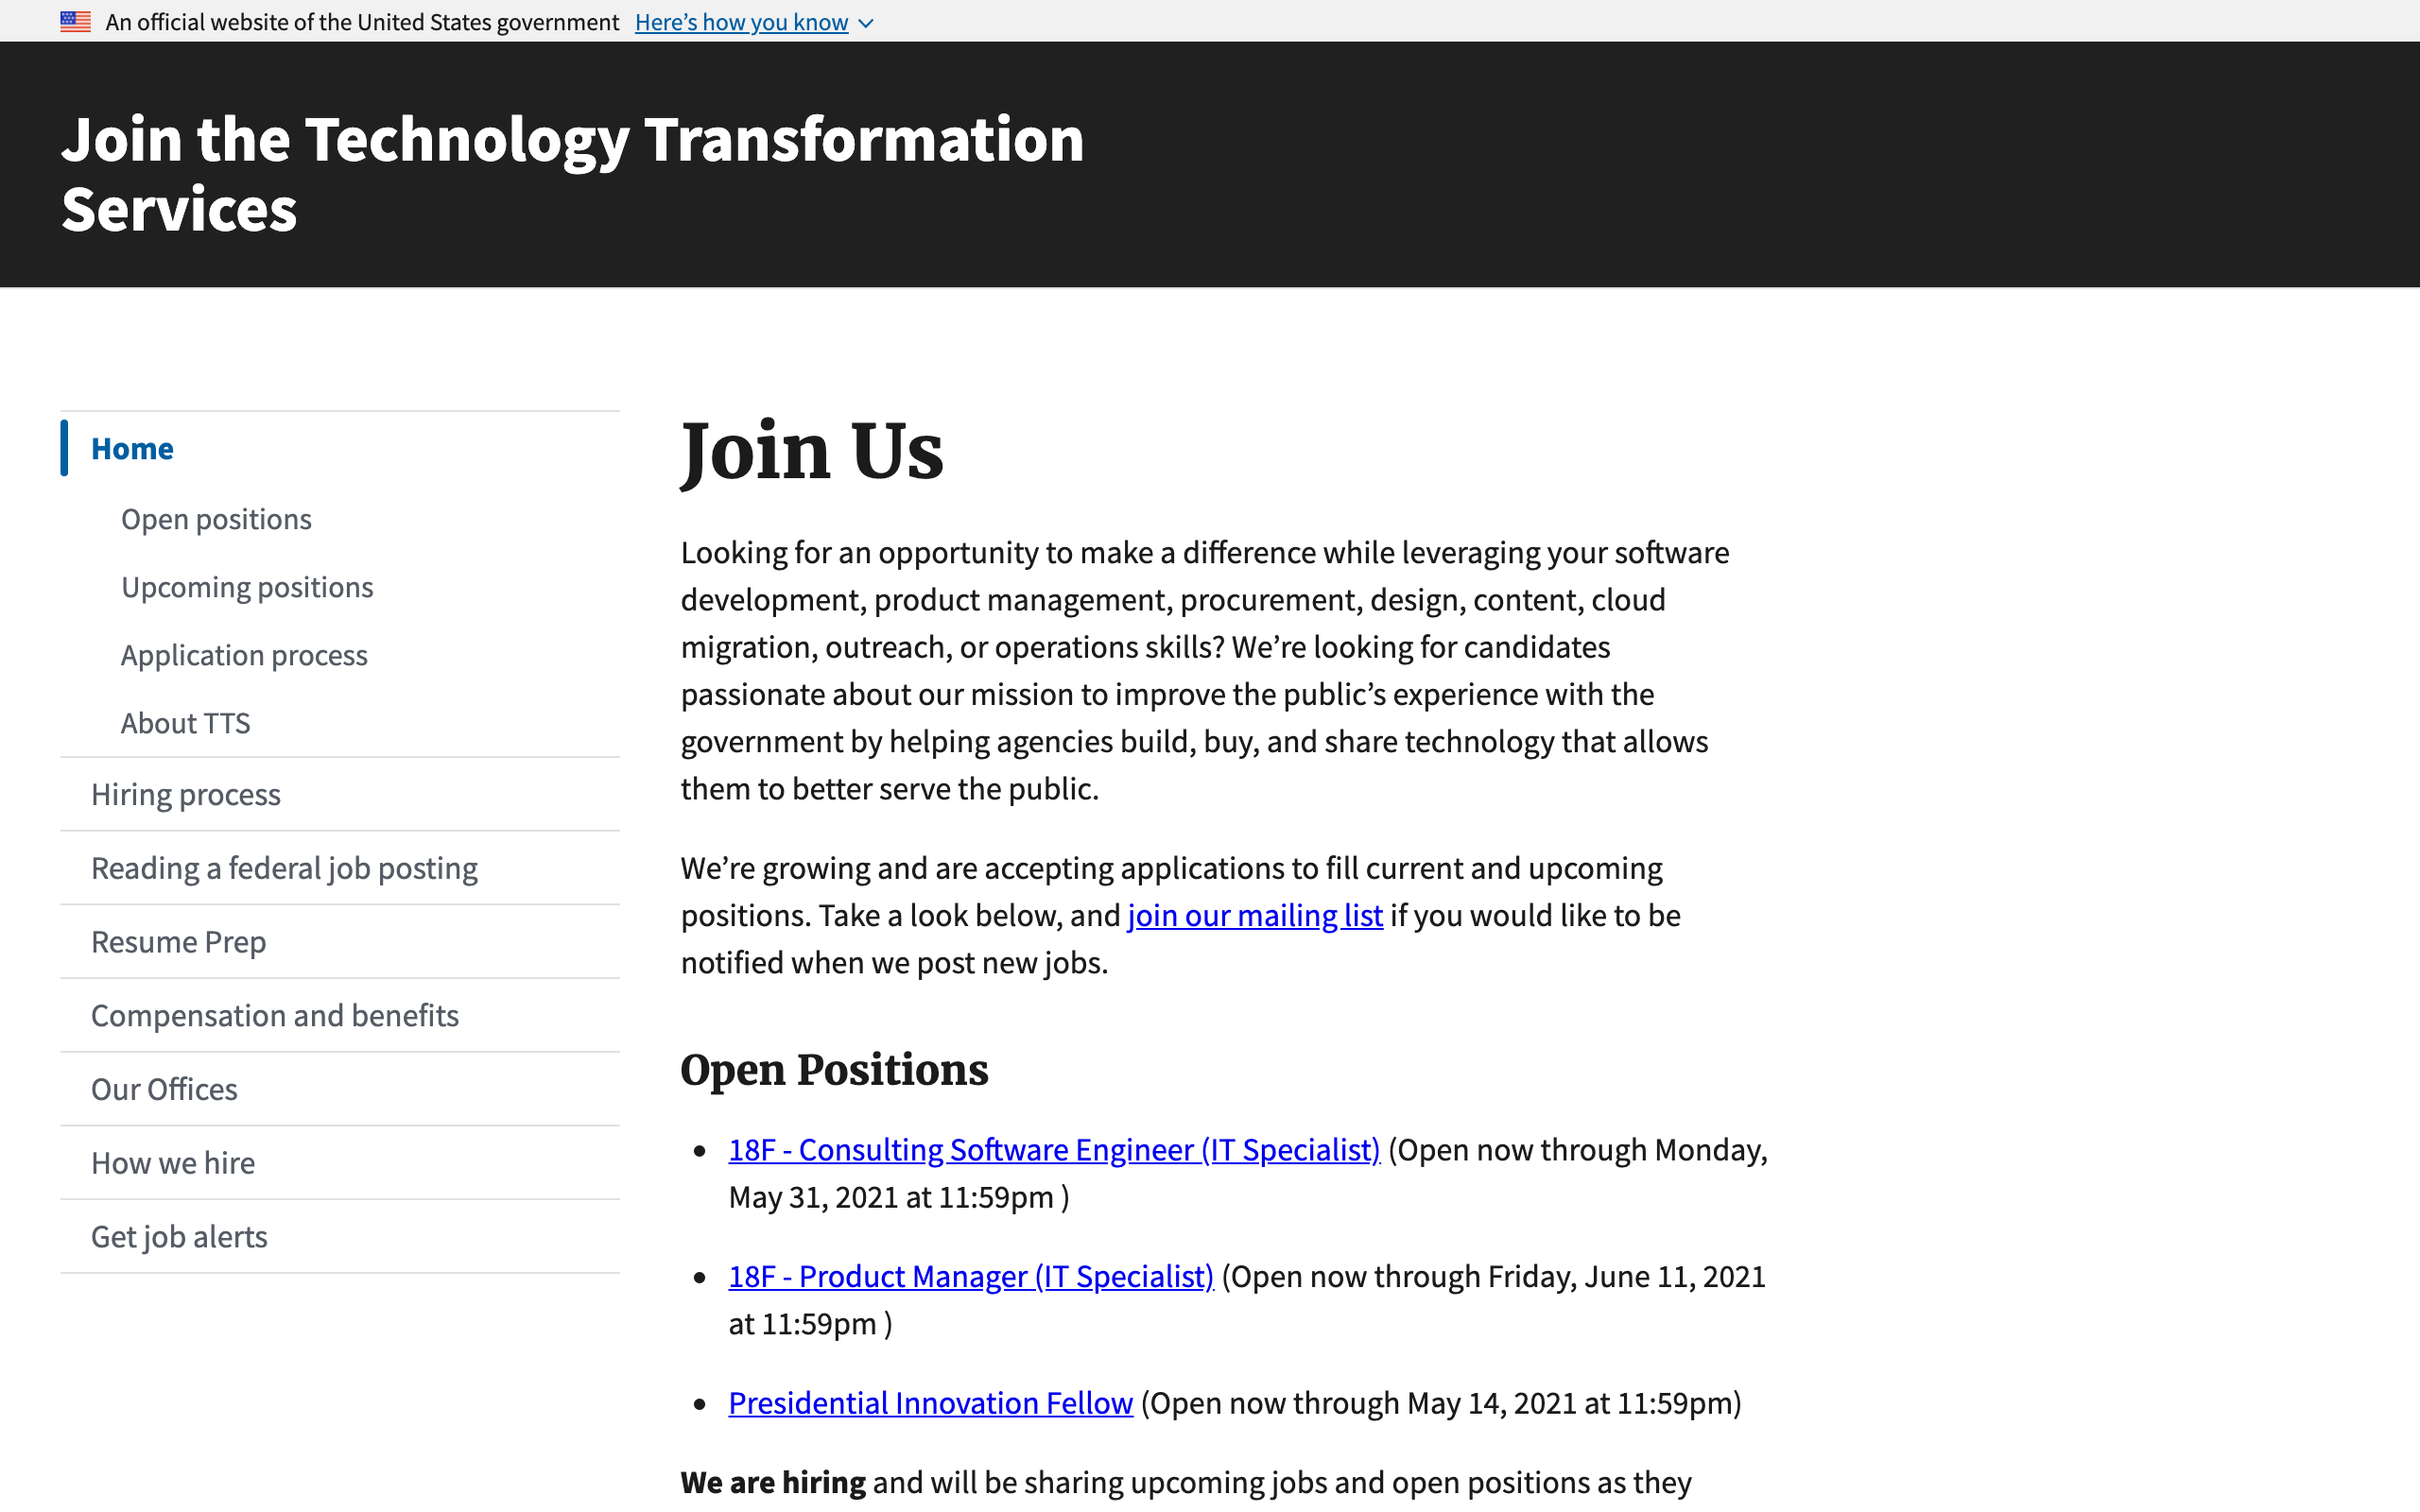 An official website of the United States government Here’s how you know
Join the Technology Transformation
Services
Home
Open positions
Upcoming positions
Application process
About TTS
Hiring process
Reading a federal job posting
Resume Prep
Compensation and benefits
Our Offices
How we hire
Get job alerts
Join Us
Looking for an opportunity to make a difference while leveraging your software
development, product management, procurement, design, content, cloud
migration, outreach, or operations skills? We’re looking for candidates
passionate about our mission to improve the public’s experience with the
government by helping agencies build, buy, and share technology that allows
them to better serve the public.
We’re growing and are accepting applications to fill current and upcoming
positions. Take a look below, and join our mailing list if you would like to be
notified when we post new jobs.
Open Positions
18F - Consulting Software Engineer (IT Specialist) (Open now through Monday,
May 31, 2021 at 11:59pm )
18F - Product Manager (IT Specialist) (Open now through Friday, June 11, 2021
at 11:59pm )
Presidential Innovation Fellow (Open now through May 14, 2021 at 11:59pm)
We are hiring and will be sharing upcoming jobs and open positions as they